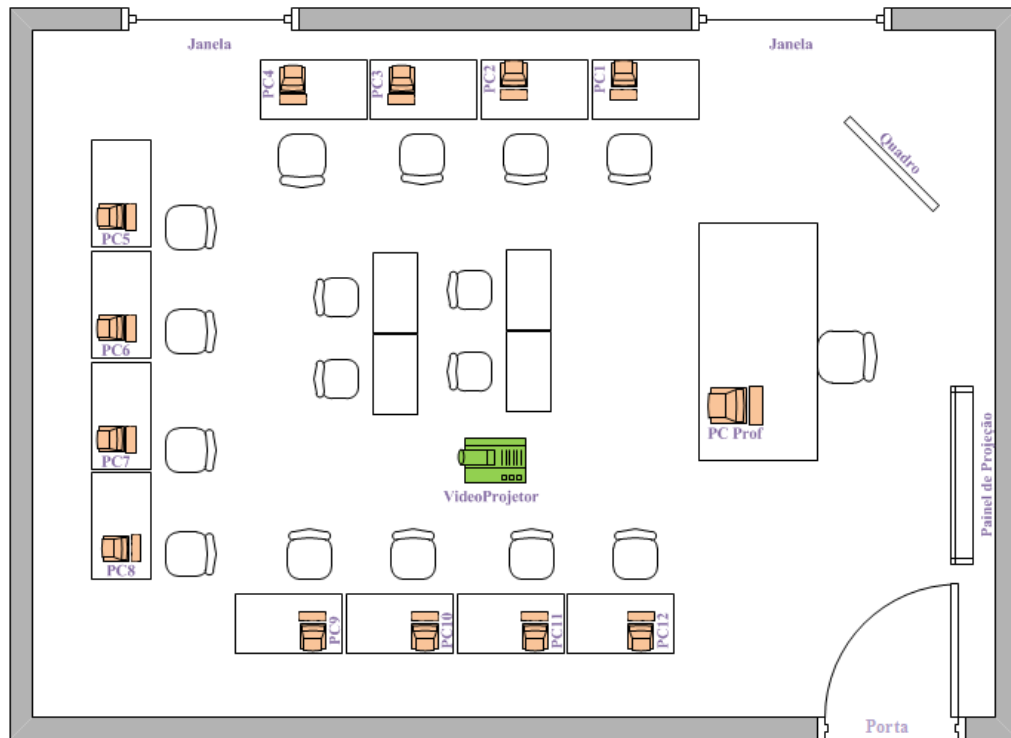 Janela
Janela
PC4
PC3
PC2
PC1
Quadro
PC5
PC6
PC7
PC8
PC Prof
Painel de Projeção
VideoProjetor
PC9
PC10
PC11
PC12
Porta